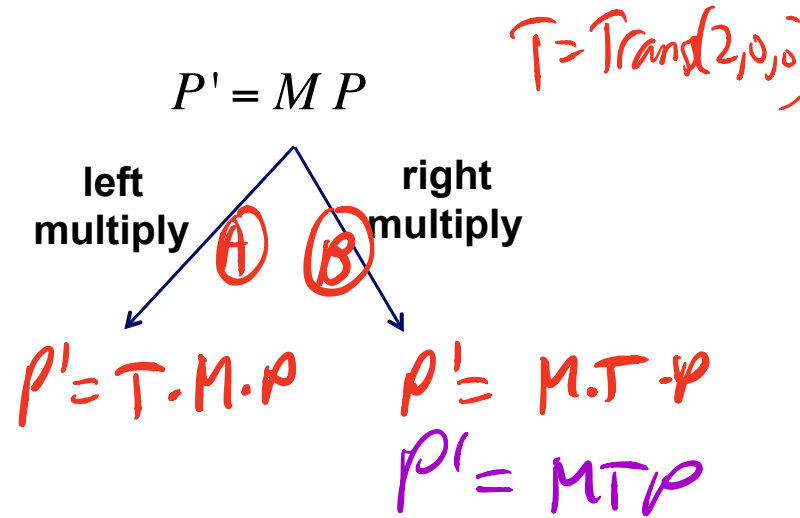 T = Trans(2,0,0)
P' = M P
left
multiply
right
multiply
A
B
P' = T · M · P
P' = M · T · P
P' = MTP